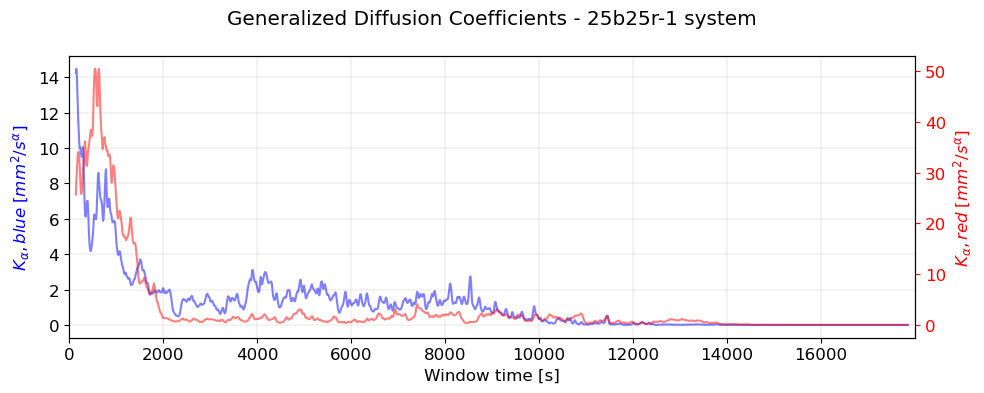 Generalized Diffusion Coefficients - 25b25r-1 system
14
12
10
8
6
4
2
0
K_α, blue [mm²/s^α]
50
40
30
20
10
0
K_α, red [mm²/s^α]
0 2000 4000 6000 8000 10000 12000 14000 16000
Window time [s]